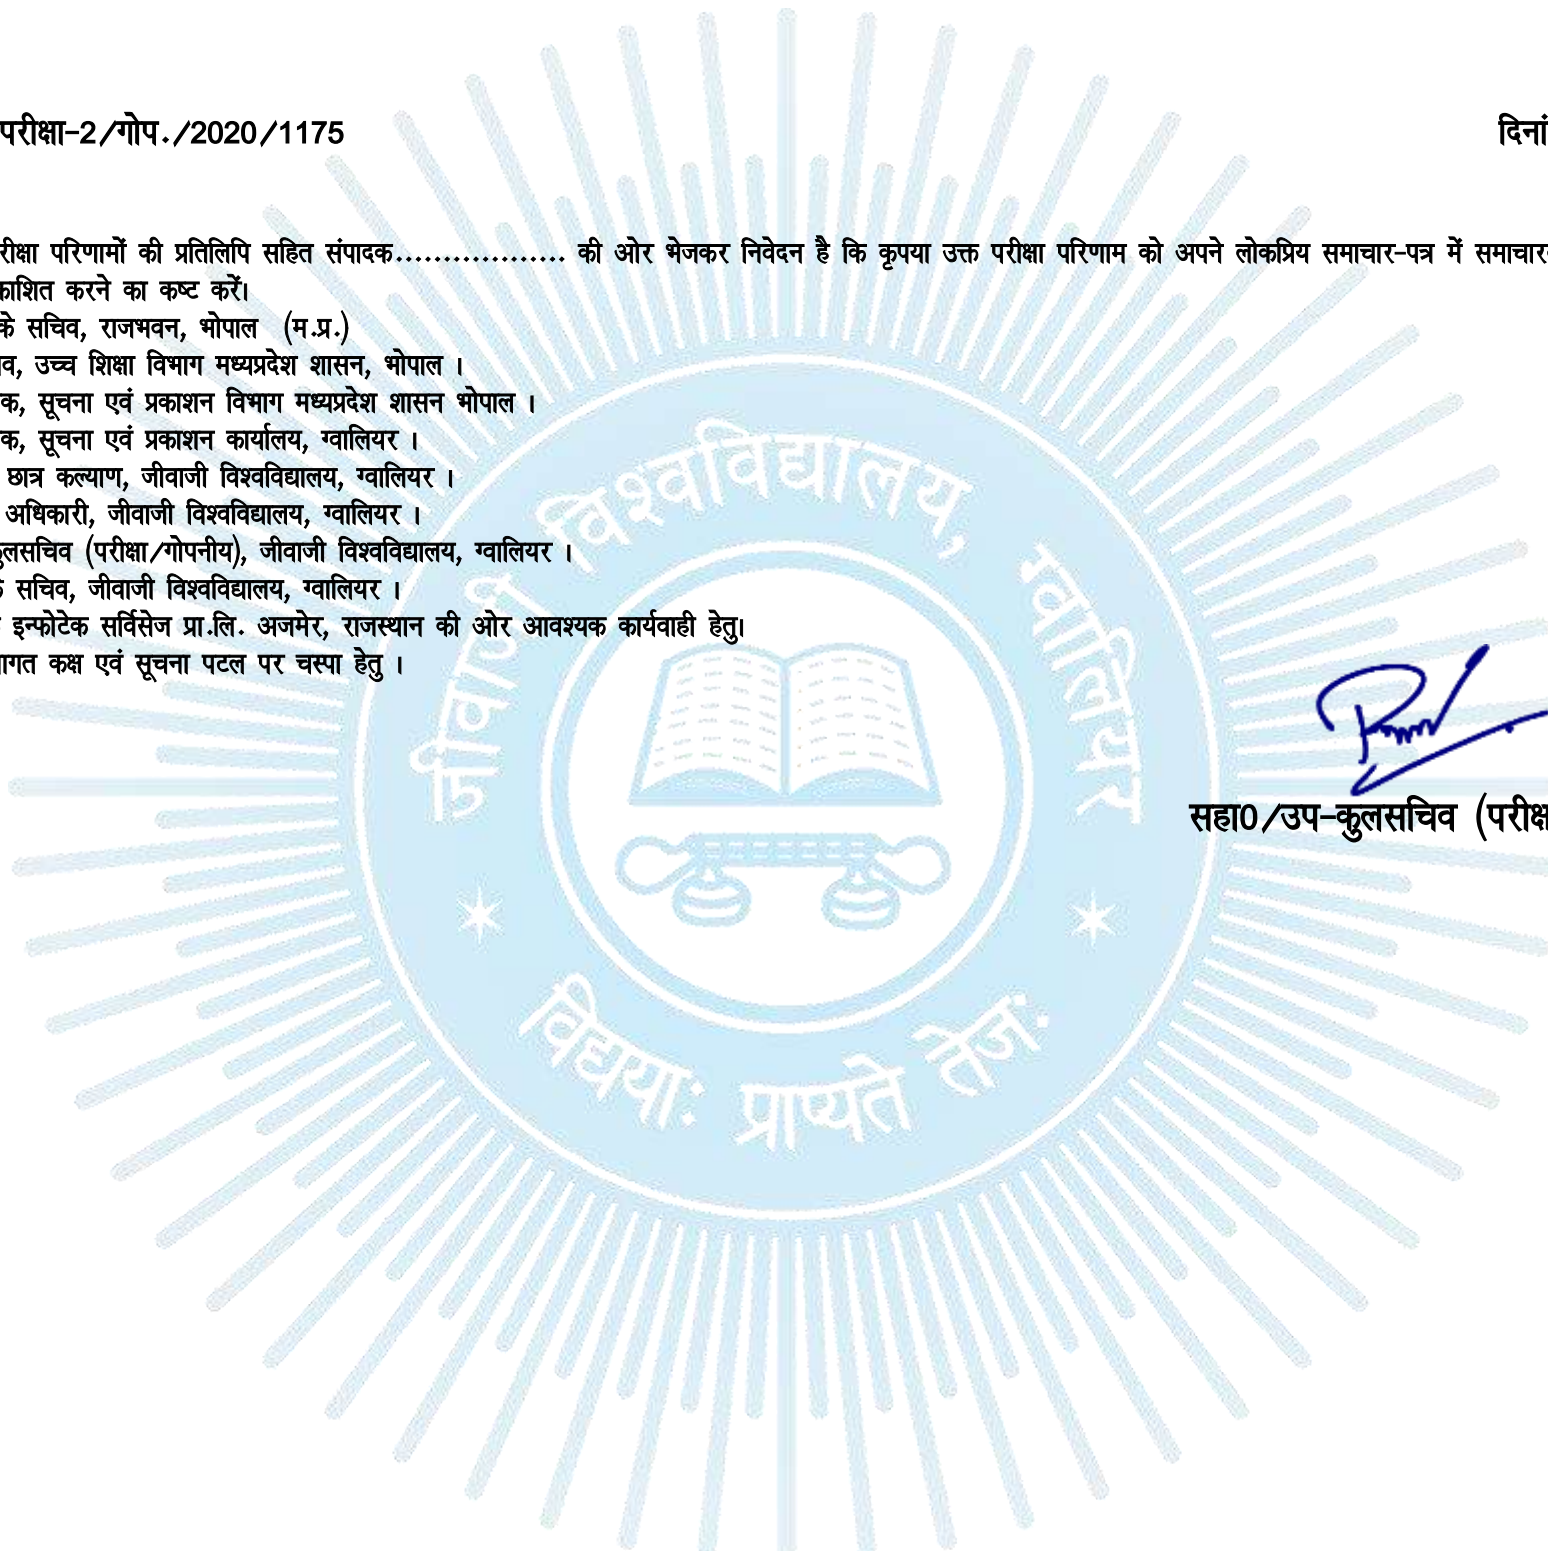 परीक्षा-2/गोप./2020/1175
दिनां
रीक्षा परिणामों की प्रतिलिपि सहित संपादक.................. की ओर भेजकर निवेदन है कि कृपया उक्त परीक्षा परिणाम को अपने लोकप्रिय समाचार-पत्र में समाचार
काशित करने का कष्ट करें।
के सचिव, राजभवन, भोपाल (म.प्र.)
व, उच्च शिक्षा विभाग मध्यप्रदेश शासन, भोपाल ।
क, सूचना एवं प्रकाशन विभाग मध्यप्रदेश शासन भोपाल ।
क, सूचना एवं प्रकाशन कार्यालय, ग्वालियर ।
छात्र कल्याण, जीवाजी विश्वविद्यालय, ग्वालियर ।
अधिकारी, जीवाजी विश्वविद्यालय, ग्वालियर ।
कुलसचिव (परीक्षा/गोपनीय), जीवाजी विश्वविद्यालय, ग्वालियर ।
के सचिव, जीवाजी विश्वविद्यालय, ग्वालियर ।
इन्फोटेक सर्विसेज प्रा.लि. अजमेर, राजस्थान की ओर आवश्यक कार्यवाही हेतु।
ागत कक्ष एवं सूचना पटल पर चस्पा हेतु ।
सहा0/उप-कुलसचिव (परीक्ष
जीवाजी विश्वविद्यालय, ग्वालियर
विद्यया: प्राप्यते तेज: